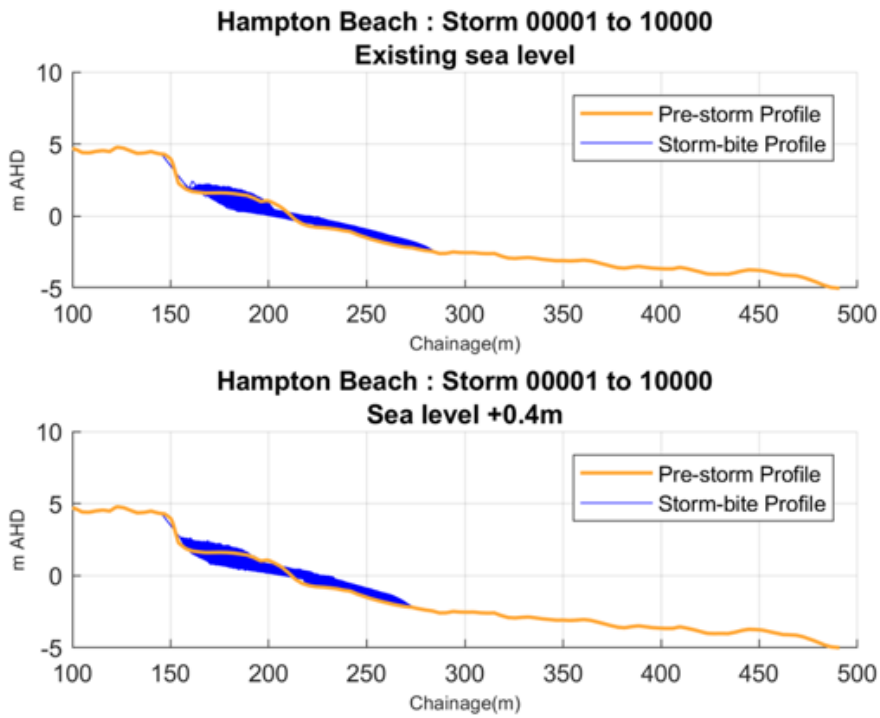 Hampton Beach : Storm 00001 to 10000
Existing sea level
10
5
0
-5
m AHD
Pre-storm Profile
Storm-bite Profile
100 150 200 250 300 350 400 450 500
Chainage(m)
Hampton Beach : Storm 00001 to 10000
Sea level +0.4m
10
5
0
-5
m AHD
Pre-storm Profile
Storm-bite Profile
100 150 200 250 300 350 400 450 500
Chainage(m)